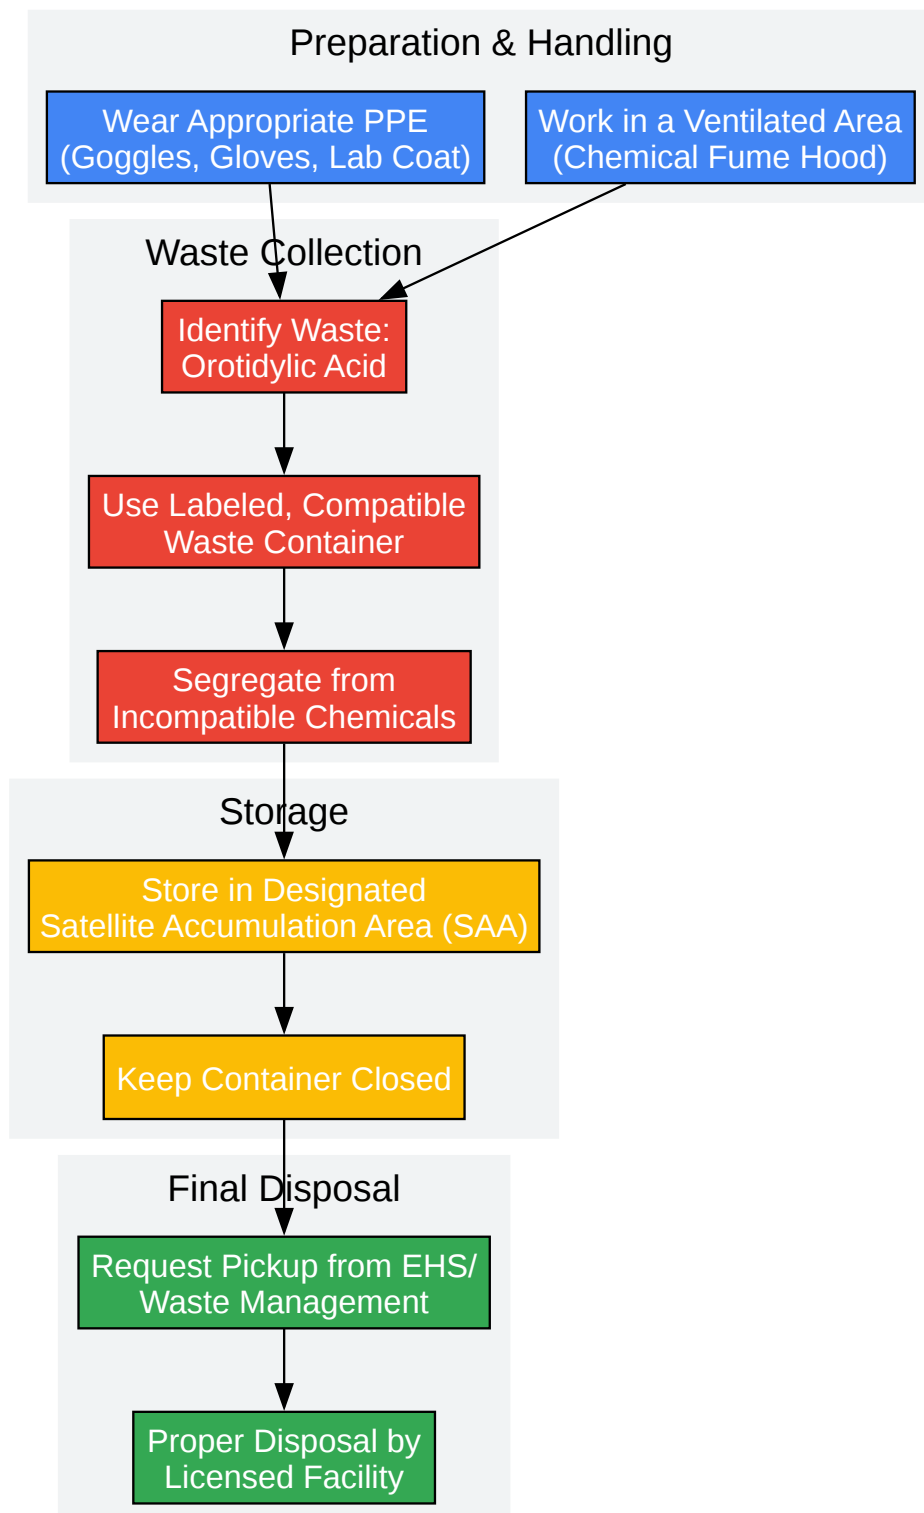 Preparation & Handling
Wear Appropriate PPE
(Goggles, Gloves, Lab Coat)
Work in a Ventilated Area
(Chemical Fume Hood)
Waste Collection
Identify Waste:
Orotidylic Acid
Use Labeled, Compatible
Waste Container
Segregate from
Incompatible Chemicals
Storage
Store in Designated
Satellite Accumulation Area (SAA)
Keep Container Closed
Final Disposal
Request Pickup from EHS/
Waste Management
Proper Disposal by
Licensed Facility